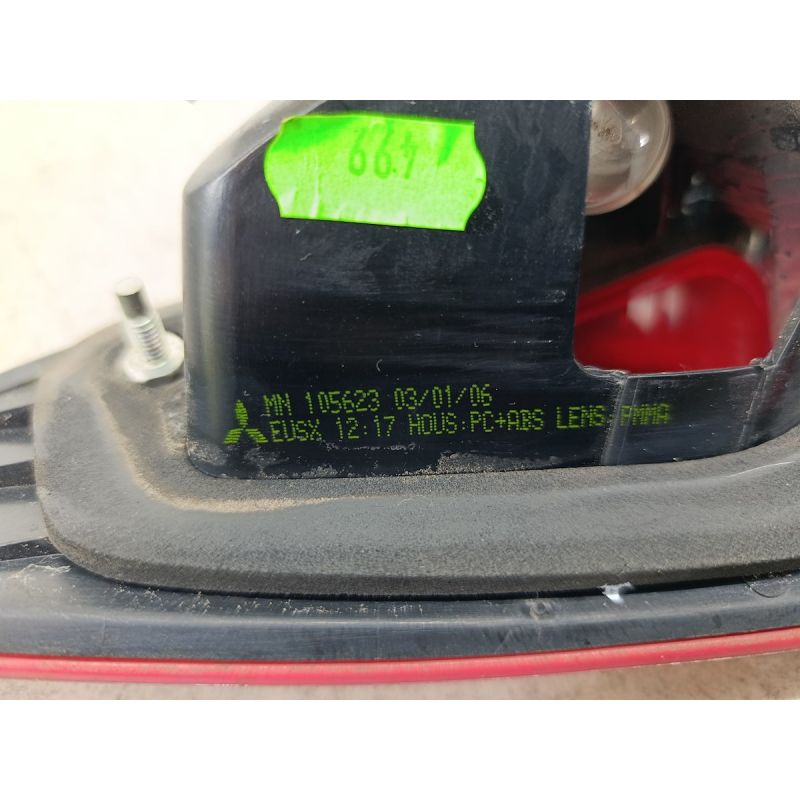 499
MN 105623 03/01/06
EUSX 12:17 HOUS:PC+ABS LENS:PMMA